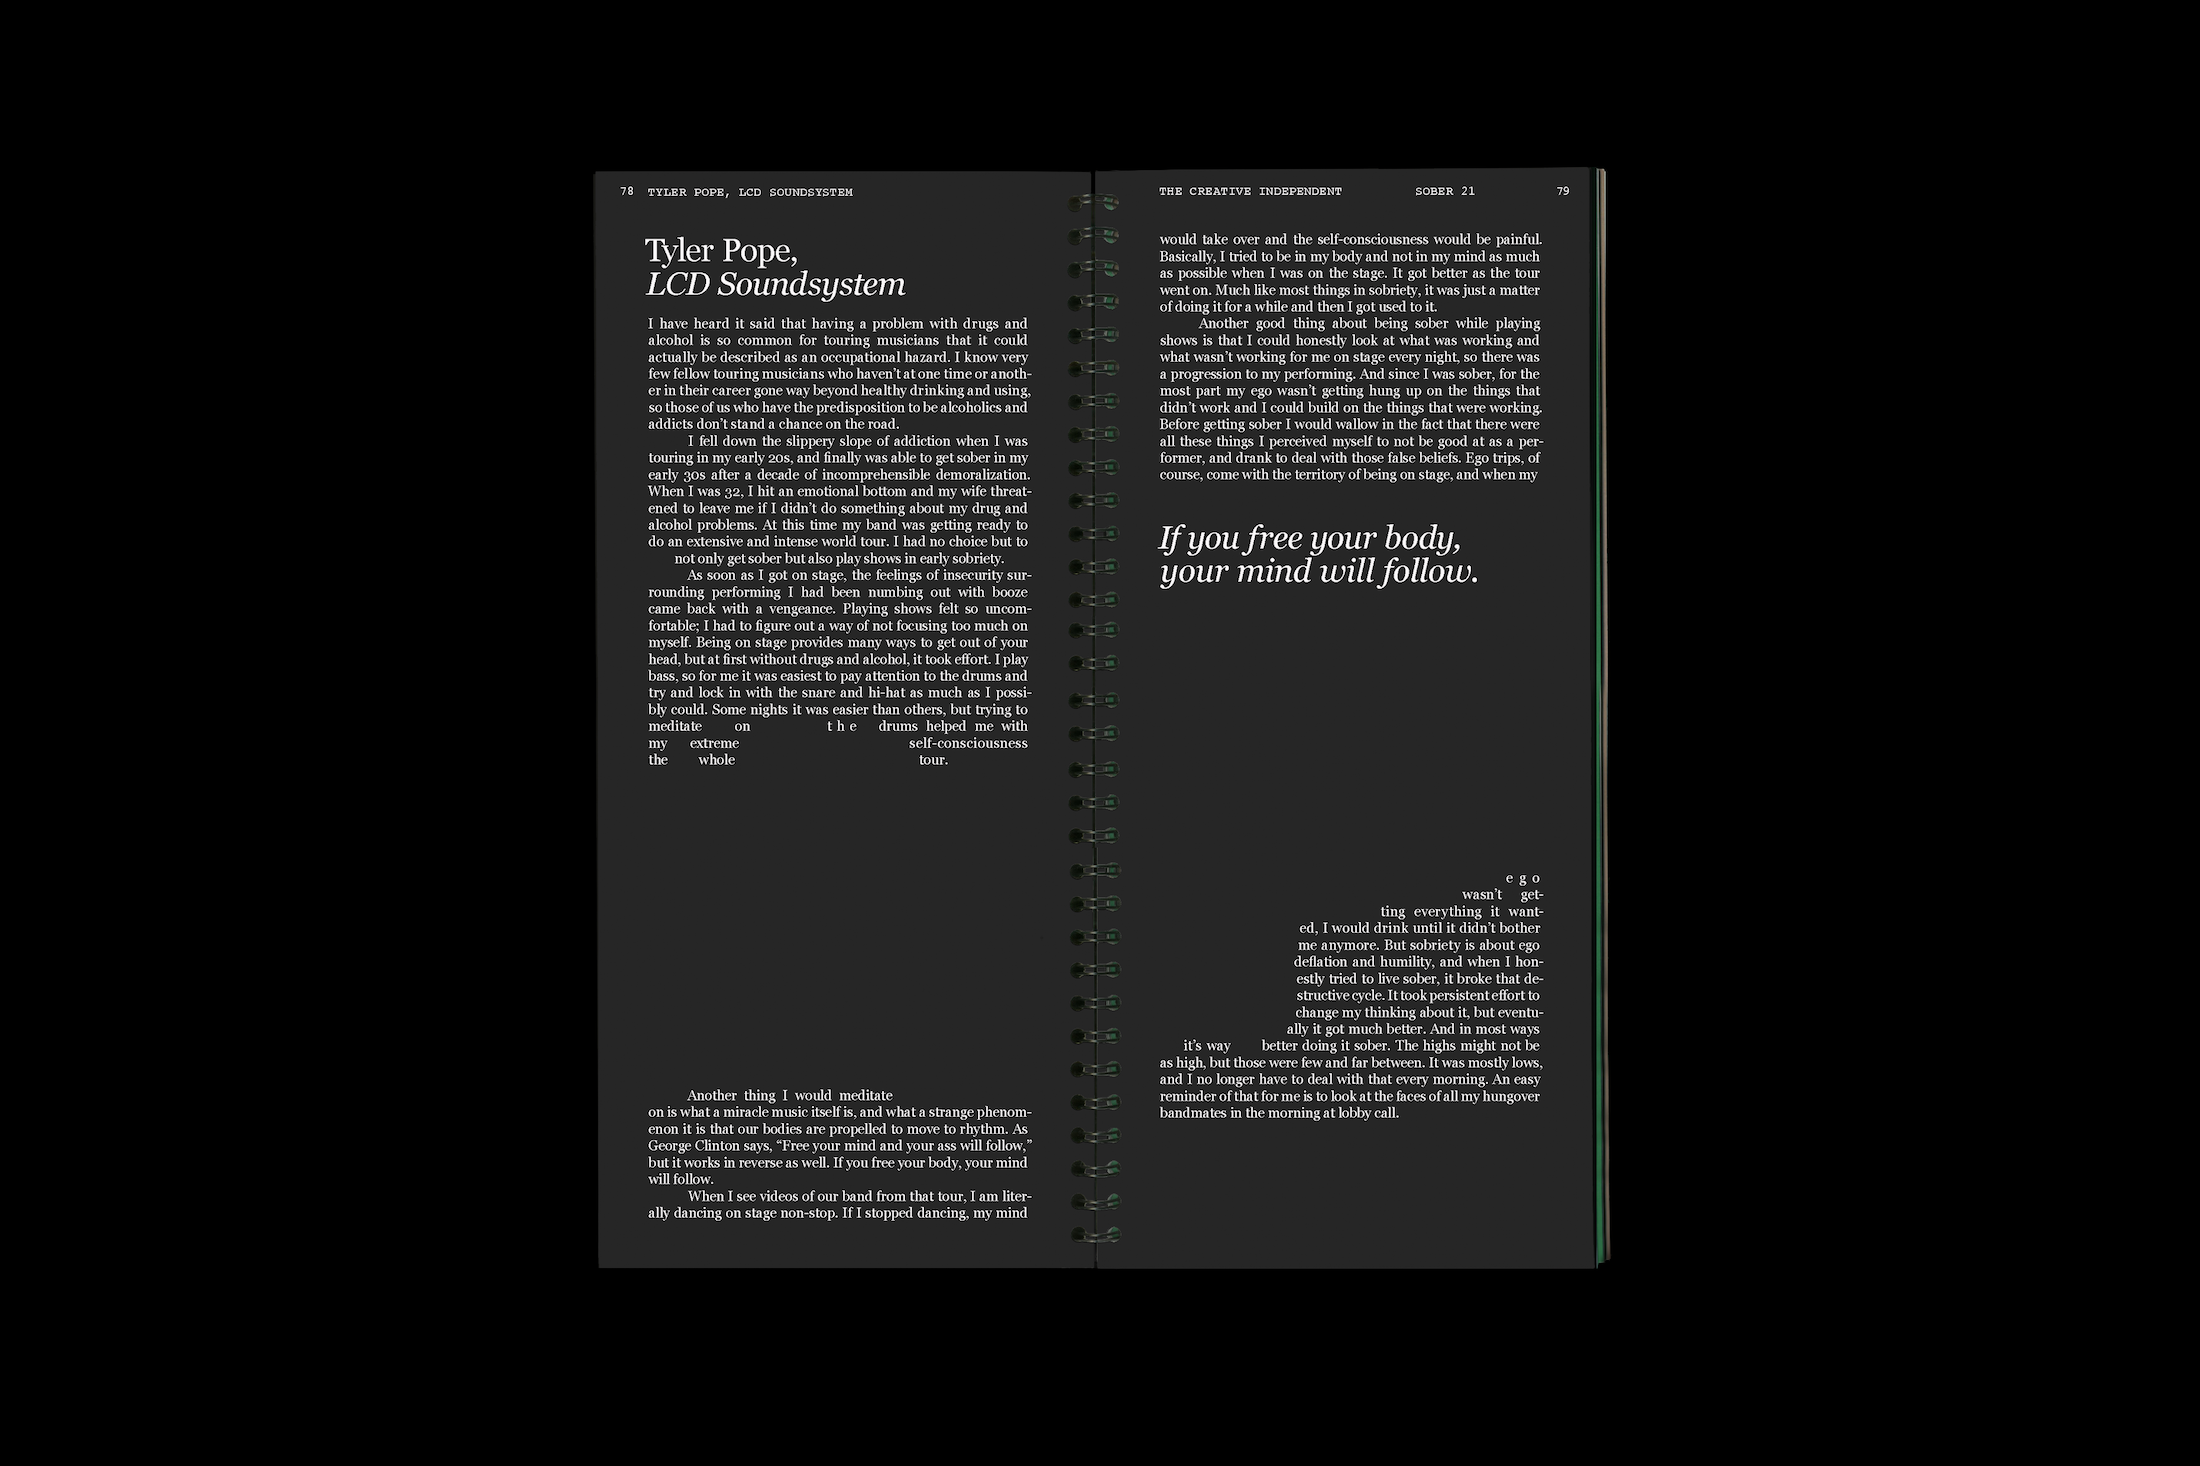 78 TYLER POPE, LCD SOUNDSYSTEM
Tyler Pope,
LCD Soundsystem
I have heard it said that having a problem with drugs and
alcohol is so common for touring musicians that it could
actually be described as an occupational hazard. I know very
few fellow touring musicians who haven't at one time or anoth-
er in their career gone way beyond healthy drinking and using,
so those of us who have the predisposition to be alcoholics and
addicts don't stand a chance on the road.
I fell down the slippery slope of addiction when I was
touring in my early 20s, and finally was able to get sober in my
early 30s after a decade of incomprehensible demoralization.
When I was 32, I hit an emotional bottom and my wife threat-
ened to leave me if I didn't do something about my drug and
alcohol problems. At this time my band was getting ready to
do an extensive and intense world tour. I had no choice but to
not only get sober but also play shows in early sobriety.
As soon as I got on stage, the feelings of insecurity sur-
rounding performing I had been numbing out with booze
came back with a vengeance. Playing shows felt so uncom-
fortable; I had to figure out a way of not focusing too much on
myself. Being on stage provides many ways to get out of your
head, but at first without drugs and alcohol, it took effort. I play
bass, so for me it was easiest to pay attention to the drums and
try and lock in with the snare and hi-hat as much as I possi-
bly could. Some nights it was easier than others, but trying to
meditate on the drums helped me with
my extreme self-consciousness
the whole tour.
Another thing I would meditate
on is what a miracle music itself is, and what a strange phenom-
enon it is that our bodies are propelled to move to rhythm. As
George Clinton says, “Free your mind and your ass will follow,”
but it works in reverse as well. If you free your body, your mind
will follow.
When I see videos of our band from that tour, I am liter-
ally dancing on stage non-stop. If I stopped dancing, my mind
THE CREATIVE INDEPENDENT SOBER 21 79
would take over and the self-consciousness would be painful.
Basically, I tried to be in my body and not in my mind as much
as possible when I was on the stage. It got better as the tour
went on. Much like most things in sobriety, it was just a matter
of doing it for a while and then I got used to it.
Another good thing about being sober while playing
shows is that I could honestly look at what was working and
what wasn't working for me on stage every night, so there was
a progression to my performing. And since I was sober, for the
most part my ego wasn't getting hung up on the things that
didn't work and I could build on the things that were working.
Before getting sober I would wallow in the fact that there were
all these things I perceived myself to not be good at as a per-
former, and drank to deal with those false beliefs. Ego trips, of
course, come with the territory of being on stage, and when my
If you free your body,
your mind will follow.
ego
wasn't get-
ting everything it want-
ed, I would drink until it didn't bother
me anymore. But sobriety is about ego
deflation and humility, and when I hon-
estly tried to live sober, it broke that de-
structive cycle. It took persistent effort to
change my thinking about it, but eventu-
ally it got much better. And in most ways
it's way better doing it sober. The highs might not be
as high, but those were few and far between. It was mostly lows,
and I no longer have to deal with that every morning. An easy
reminder of that for me is to look at the faces of all my hungover
bandmates in the morning at lobby call.